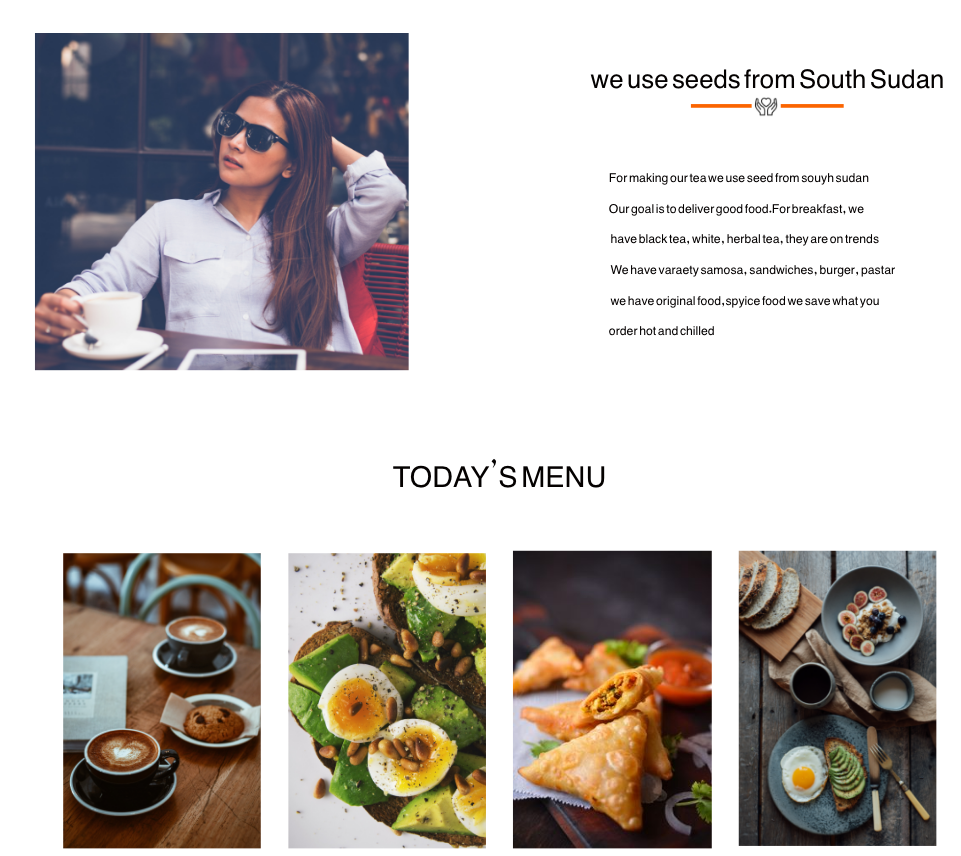 we use seeds from South Sudan
For making our tea we use seed from souyh sudan
Our goal is to deliver good food.For breakfast, we
have black tea, white, herbal tea, they are on trends
We have varaety samosa, sandwiches, burger, pastar
we have original food,spyice food we save what you
order hot and chilled
TODAY’S MENU